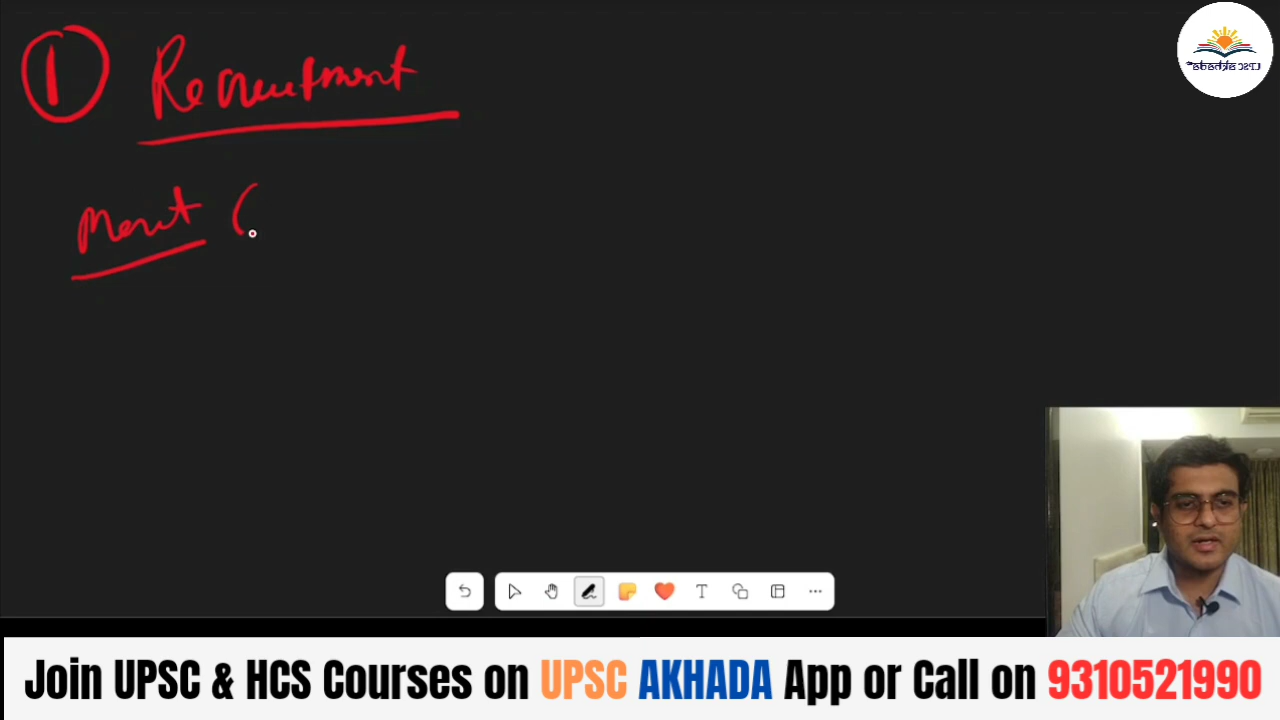 ① Recruitment
Merit (
Join UPSC & HCS Courses on UPSC AKHADA App or Call on 9310521990